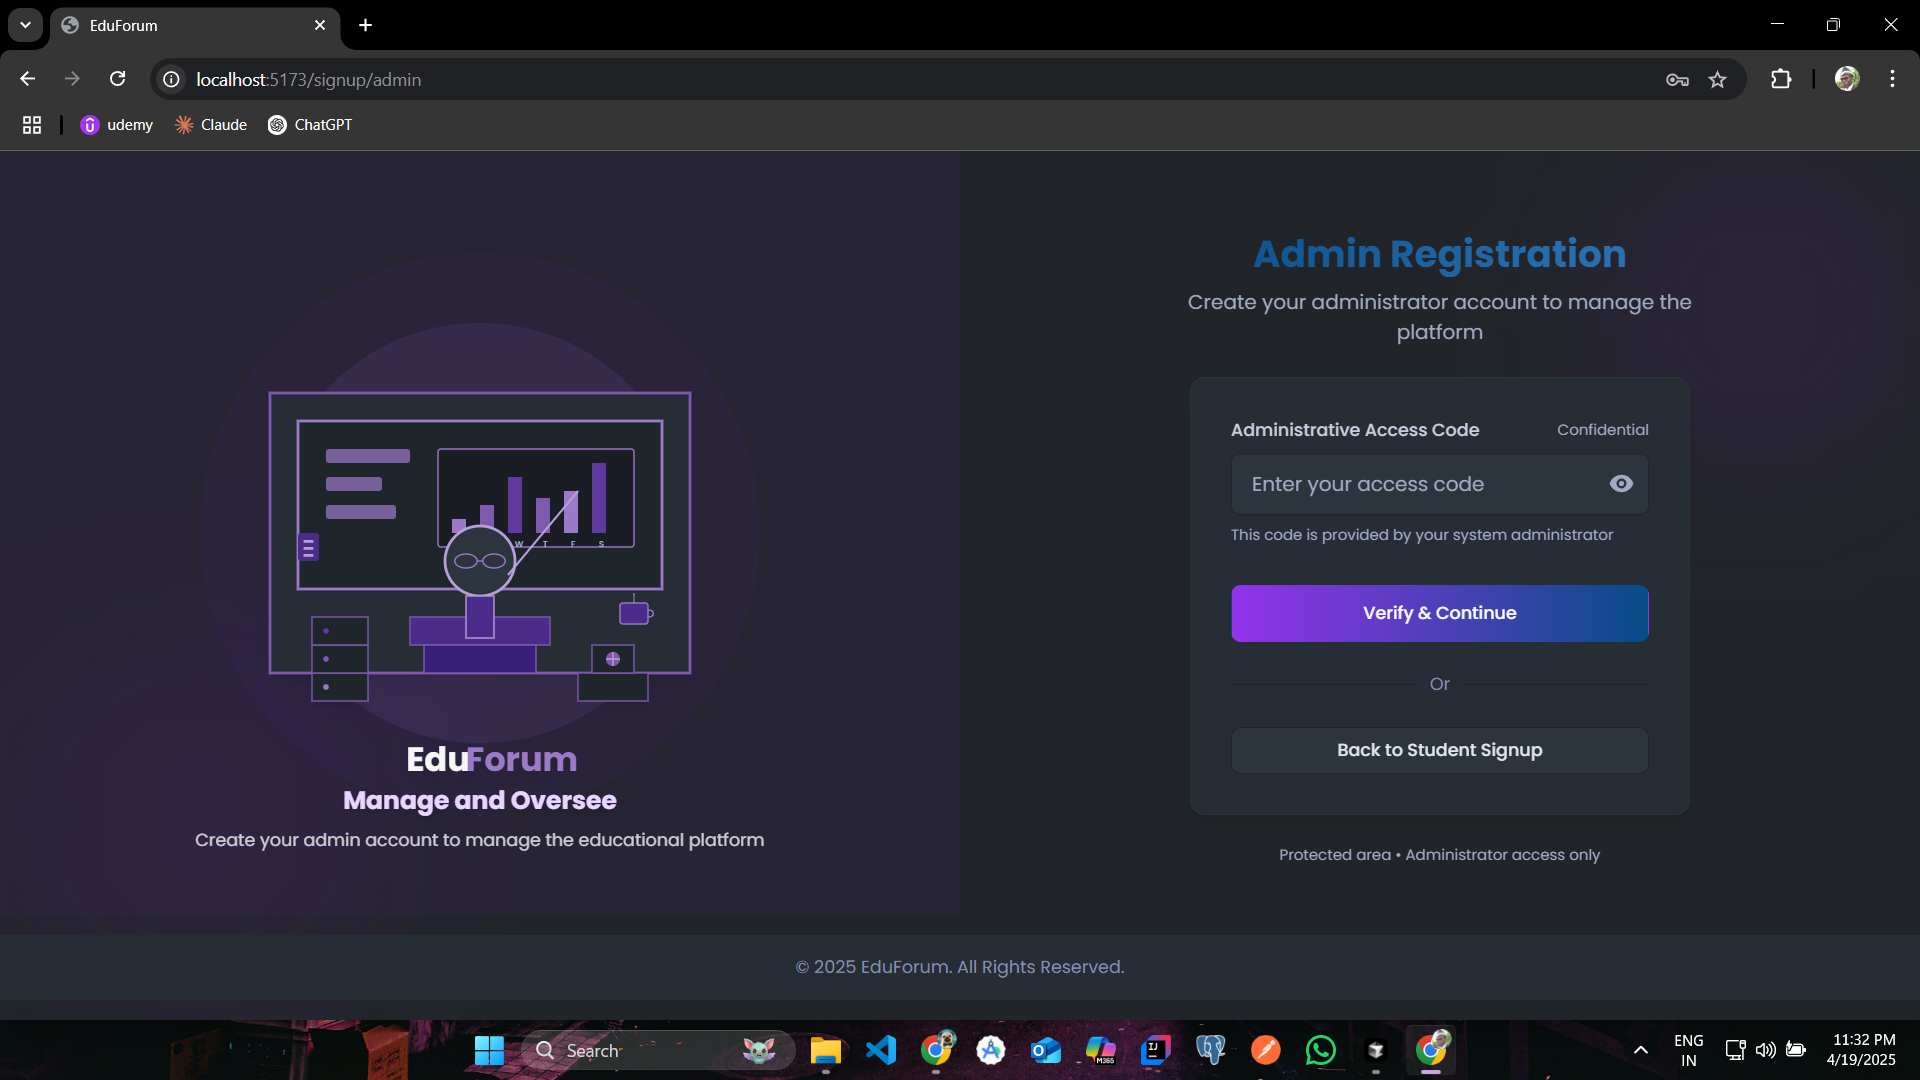 EduForum
localhost:5173/signup/admin
udemy
Claude
ChatGPT
W T F S
EduForum
Manage and Oversee
Create your admin account to manage the educational platform
Admin Registration
Create your administrator account to manage the
platform
Administrative Access Code
Confidential
Enter your access code
This code is provided by your system administrator
Verify & Continue
Or
Back to Student Signup
Protected area • Administrator access only
© 2025 EduForum. All Rights Reserved.
Search
M365
IJ
ENG
IN
11:32 PM
4/19/2025